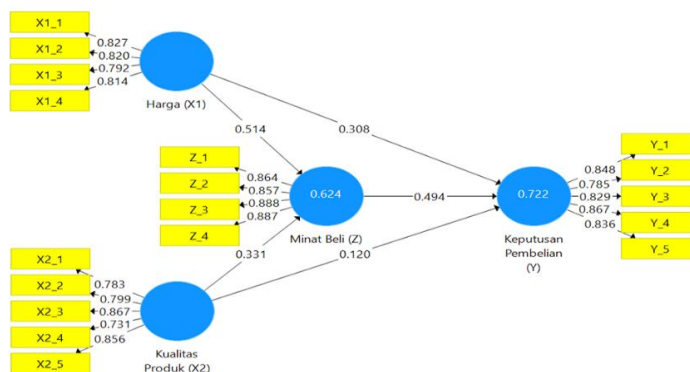 X1_1
X1_2
X1_3
X1_4
0.827
0.820
0.792
0.814
Harga (X1)
0.514
0.308
Z_1
Z_2
Z_3
Z_4
0.864
0.857
0.888
0.887
0.624
Minat Beli (Z)
0.494
0.722
Keputusan
Pembelian
(Y)
0.848
0.785
0.829
0.867
0.836
Y_1
Y_2
Y_3
Y_4
Y_5
0.331
0.120
X2_1
X2_2
X2_3
X2_4
X2_5
0.783
0.799
0.867
0.731
0.856
Kualitas
Produk (X2)